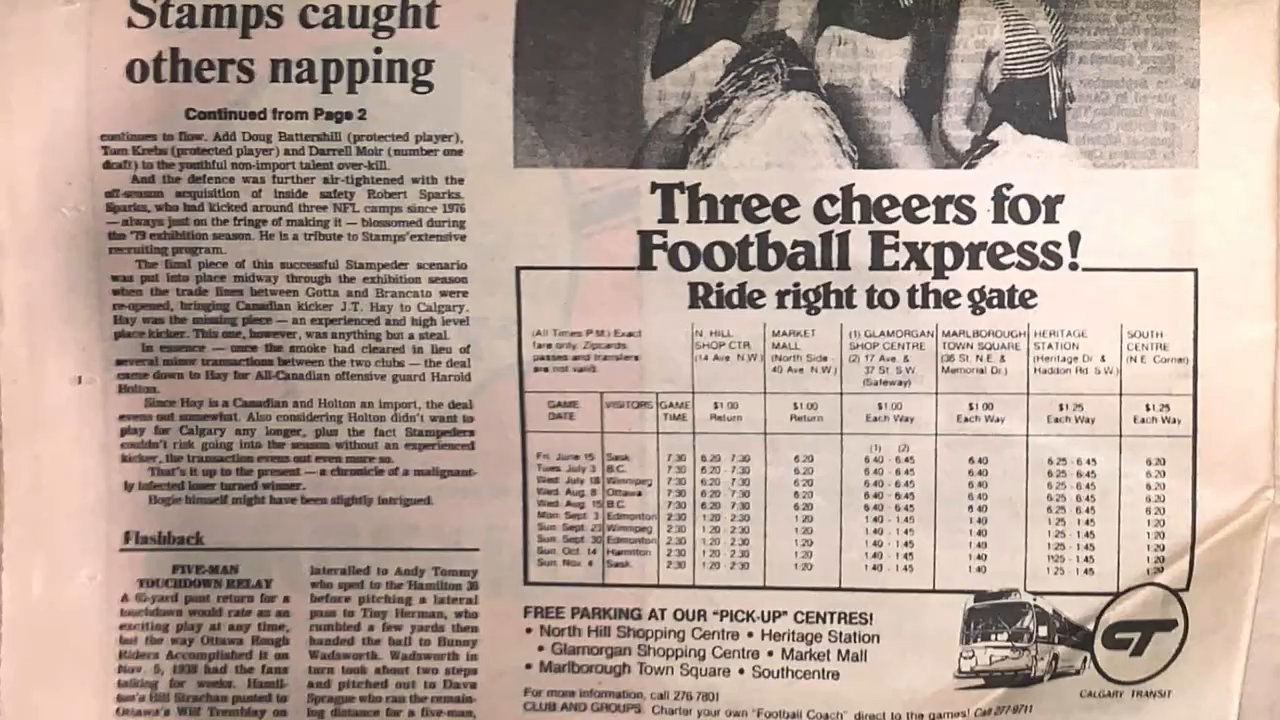 Stamps caught
others napping
Continued from Page 2
continues to flow. Add Doug Battershill (protected player),
Tom Krebs (protected player) and Darrell Moir (number one
draft) to the youthful non-import talent over-kill.
And the defence was further air-tightened with the
off-season acquisition of inside safety Robert Sparks.
Sparks, who had kicked around three NFL camps since 1976
— always just on the fringe of making it — blossomed during
the '79 exhibition season. He is a tribute to Stamps' extensive
recruiting program.
The final piece of this successful Stampeder scenario
was put into place midway through the exhibition season
when the trade lines between Gotta and Brancato were
re-opened, bringing Canadian kicker J.T. Hay to Calgary.
Hay was the missing piece — an experienced and high level
place kicker. This one, however, was anything but a steal.
In essence — once the smoke had cleared in lieu of
several minor transactions between the two clubs — the deal
came down to Hay for All-Canadian offensive guard Harold
Holton.
Since Hay is a Canadian and Holton an import, the deal
evens out somewhat. Also considering Holton didn't want to
play for Calgary any longer, plus the fact Stampeders
couldn't risk going into the season without an experienced
kicker, the transaction evens out even more so.
That's it up to the present — a chronicle of a malignant-
ly infected loser turned winner.
Bogie himself might have been slightly intrigued.
Flashback
FIVE-MAN
TOUCHDOWN RELAY
A 65-yard punt return for a
touchdown would rate as an
exciting play at any time,
but the way Ottawa Rough
Riders Accomplished it on
Nov. 5, 1938 had the fans
talking for weeks. Hamil-
ton's Hill Strachan punted to
Ottawa's Wilf Tremblay on
lateralled to Andy Tommy
who sped to the Hamilton 38
before pitching a lateral
pass to Tiny Herman, who
rumbled a few yards then
handed the ball to Bunny
Wadsworth. Wadsworth in
turn took about two steps
and pitched out to Dave
Sprague who ran the remain-
ing distance for a five-man,
Three cheers for
Football Express!
Ride right to the gate
(All Times P.M.) Exact
fare only. Zipcards,
passes and transfers
are not valid.
N. HILL
SHOP CTR.
(14 Ave. N.W.)
MARKET
MALL
(North Side -
40 Ave. N.W.)
(1) GLAMORGAN
SHOP CENTRE
(2) 17 Ave. &
37 St. S.W.
(Safeway)
MARLBOROUGH
TOWN SQUARE
(36 St. N.E. &
Memorial Dr.)
HERITAGE
STATION
(Heritage Dr. &
Haddon Rd. S.W.)
SOUTH
CENTRE
(N.E. Corner)
GAME DATE VISITORS GAME TIME $1.00 Return $1.00 Return $1.00 Each Way $1.00 Each Way $1.25 Each Way $1.25 Each Way
(1) (2)
Fri. June 15 Sask. 7:30 6:20 - 7:30 6:20 6:40 - 6:45 6:40 6:25 - 6:45 6:20
Tues. July 3 B.C. 7:30 6:20 - 7:30 6:20 6:40 - 6:45 6:40 6:25 - 6:45 6:20
Wed. July 18 Winnipeg 7:30 6:20 - 7:30 6:20 6:40 - 6:45 6:40 6:25 - 6:45 6:20
Wed. Aug. 8 Ottawa 7:30 6:20 - 7:30 6:20 6:40 - 6:45 6:40 6:25 - 6:45 6:20
Wed. Aug. 15 B.C. 7:30 6:20 - 7:30 6:20 6:40 - 6:45 6:40 6:25 - 6:45 6:20
Mon. Sept. 3 Edmonton 2:30 1:20 - 2:30 1:20 1:40 - 1:45 1:40 1:25 - 1:45 1:20
Sun. Sept. 23 Winnipeg 2:30 1:20 - 2:30 1:20 1:40 - 1:45 1:40 1:25 - 1:45 1:20
Sun. Sept. 30 Edmonton 2:30 1:20 - 2:30 1:20 1:40 - 1:45 1:40 1:25 - 1:45 1:20
Sun. Oct. 14 Hamilton 2:30 1:20 - 2:30 1:20 1:40 - 1:45 1:40 1:25 - 1:45 1:20
Sun. Nov. 4 Sask. 2:30 1:20 - 2:30 1:20 1:40 - 1:45 1:40 1:25 - 1:45 1:20
FREE PARKING AT OUR "PICK-UP" CENTRES!
• North Hill Shopping Centre • Heritage Station
• Glamorgan Shopping Centre • Market Mall
• Marlborough Town Square • Southcentre
For more information, call 276-7801
CLUB AND GROUPS. Charter your own "Football Coach" direct to the games! Call 277-9711
CT
CALGARY TRANSIT